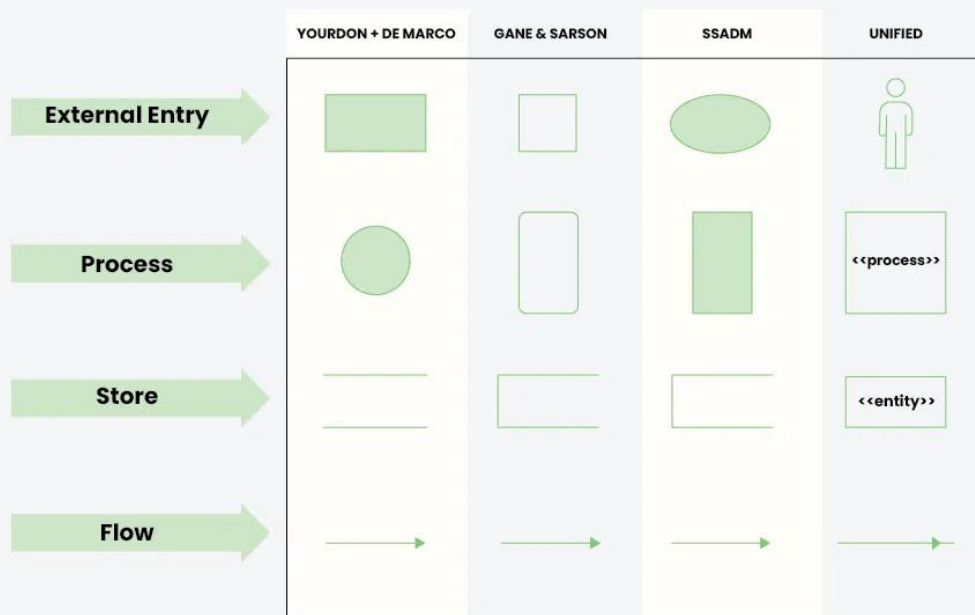 YOURDON + DE MARCO
GANE & SARSON
SSADM
UNIFIED
External Entry
Process
<<process>>
Store
<<entity>>
Flow